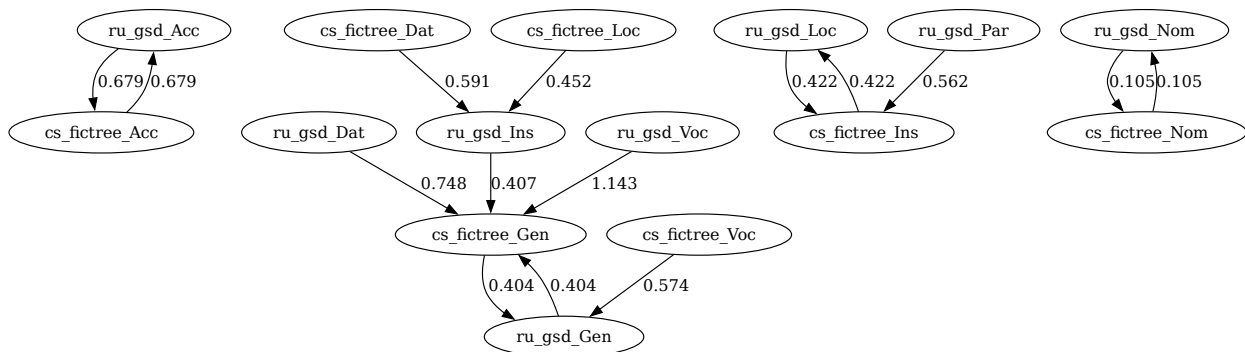 ru_gsd_Acc cs_fictree_Dat cs_fictree_Loc ru_gsd_Loc ru_gsd_Par ru_gsd_Nom
0.679 0.679 0.591 0.452 0.422 0.422 0.562 0.105 0.105
cs_fictree_Acc ru_gsd_Dat ru_gsd_Ins ru_gsd_Voc cs_fictree_Ins cs_fictree_Nom
0.748 0.407 1.143
cs_fictree_Gen cs_fictree_Voc
0.404 0.404 0.574
ru_gsd_Gen